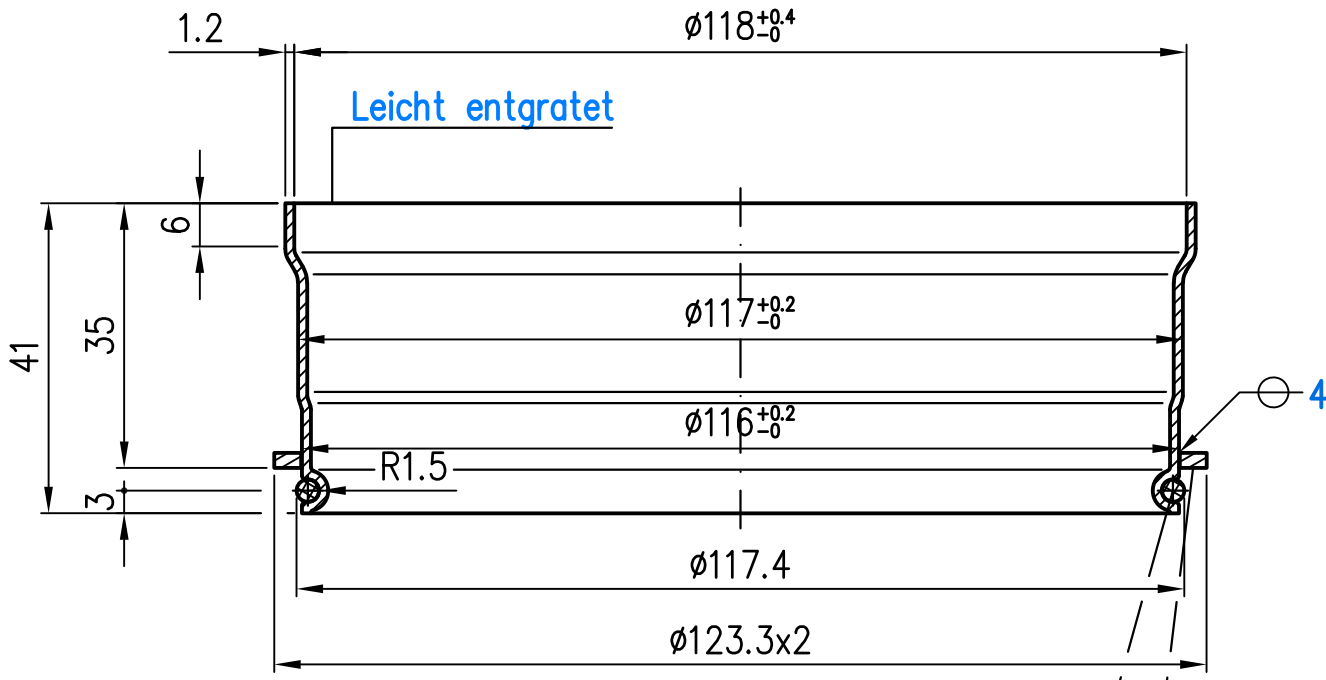 1.2
ø118+0.4 -0
Leicht entgratet
6
35
41
ø117+0.2 -0
4
ø116+0.2 -0
R1.5
3
ø117.4
ø123.3x2